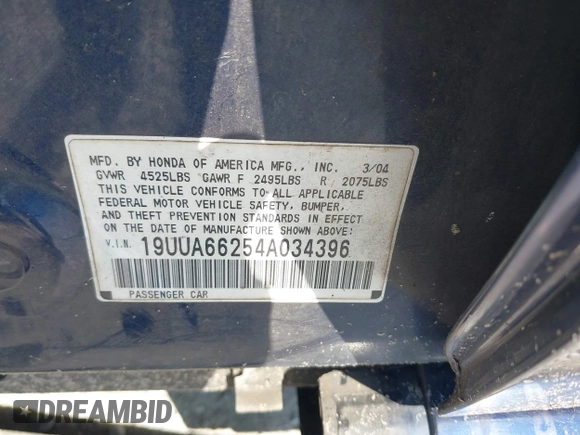 MFD. BY HONDA OF AMERICA MFG., INC. 3/04
GVWR 4525LBS GAWR F 2495LBS R 2075LBS
THIS VEHICLE CONFORMS TO ALL APPLICABLE
FEDERAL MOTOR VEHICLE SAFETY, BUMPER,
AND THEFT PREVENTION STANDARDS IN EFFECT
ON THE DATE OF MANUFACTURE SHOWN ABOVE:
V.I.N. 19UUA66254A034396
PASSENGER CAR
DREAMBID